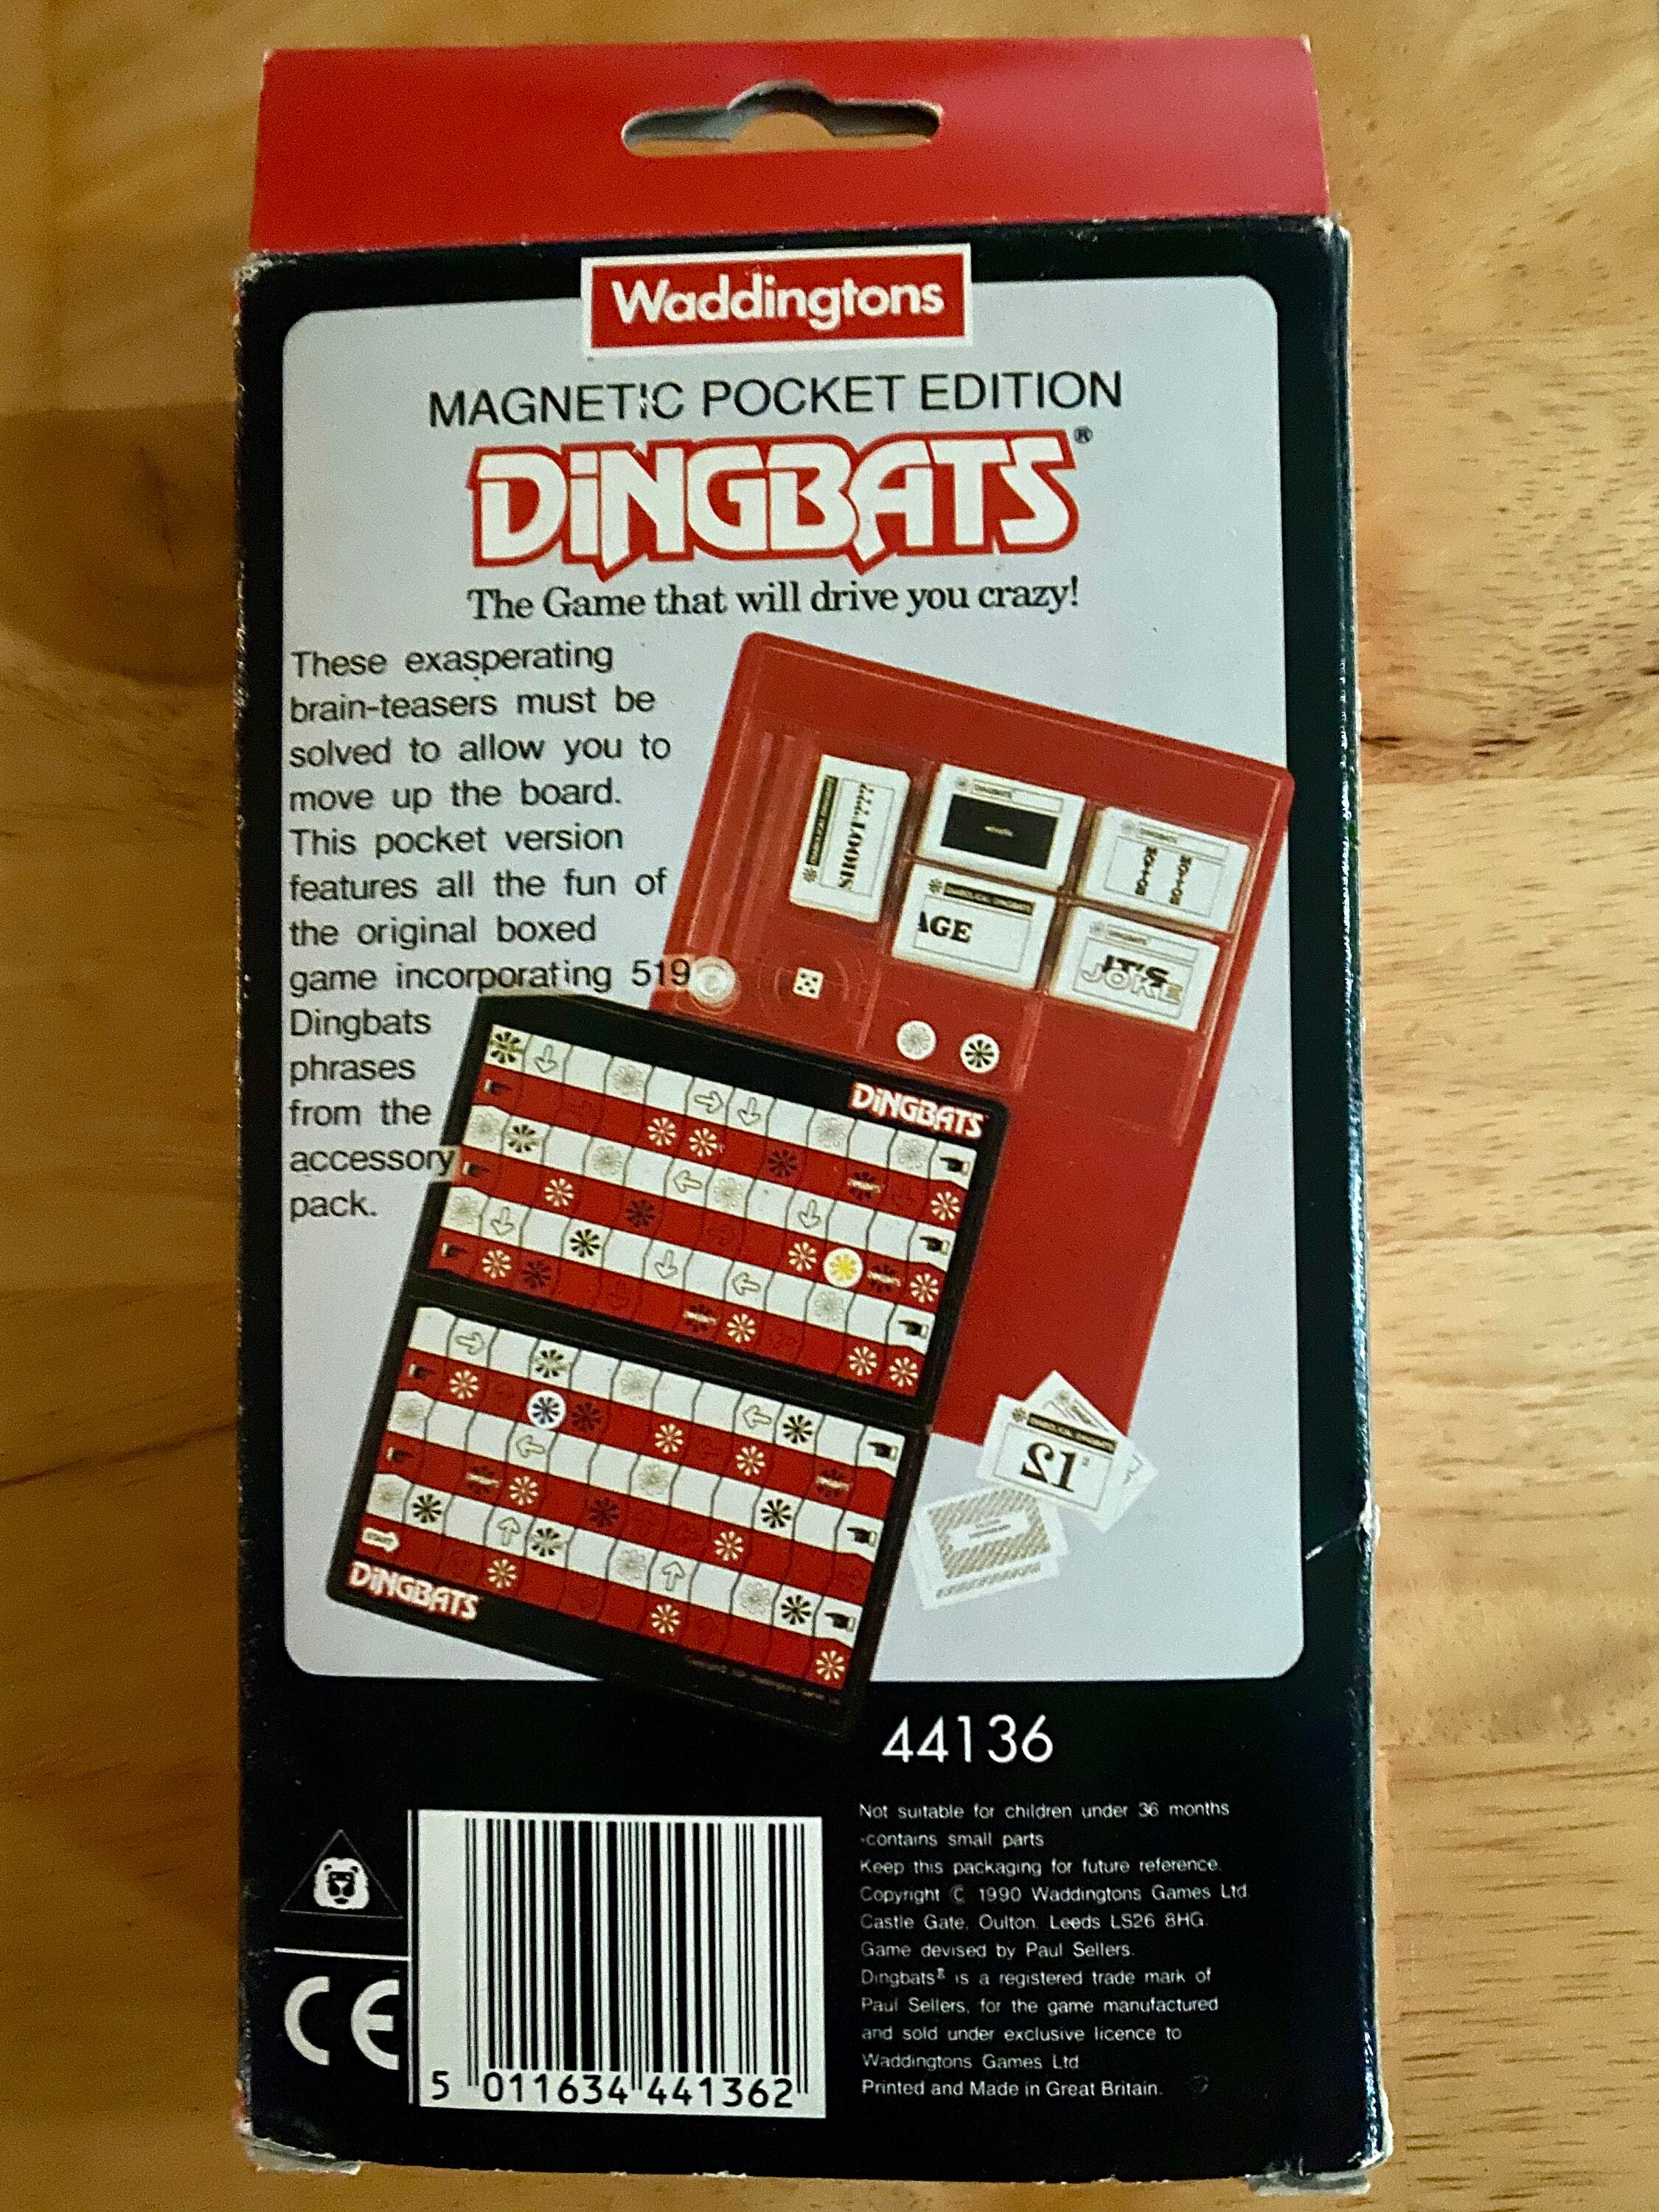 Waddingtons
MAGNETIC POCKET EDITION
DiNGBATS®
The Game that will drive you crazy!
These exasperating
brain-teasers must be
solved to allow you to
move up the board.
This pocket version
features all the fun of
the original boxed
game incorporating 519
Dingbats
phrases
from the
accessory
pack.
AGE
IT'S
JOKE
DiNGBATS
START
DiNGBATS
44136
Not suitable for children under 36 months
-contains small parts
Keep this packaging for future reference.
Copyright © 1990 Waddingtons Games Ltd.
Castle Gate, Oulton. Leeds LS26 8HG.
Game devised by Paul Sellers.
Dingbats® is a registered trade mark of
Paul Sellers, for the game manufactured
and sold under exclusive licence to
Waddingtons Games Ltd
Printed and Made in Great Britain.
CE
5 011634 441362